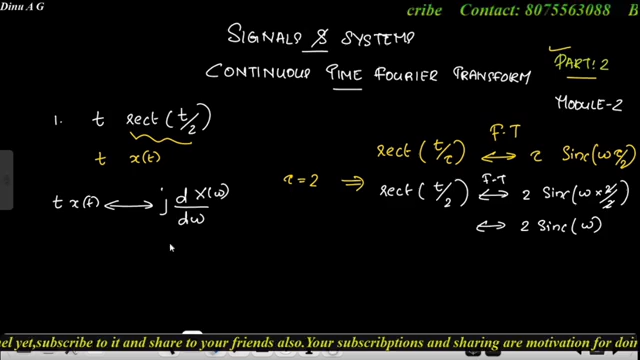 Dinu A G
cribe Contact: 8075563088 B
SIGNALS & SYSTEMS
CONTINUOUS TIME FOURIER TRANSFORM
PART: 2
MODULE-2
1. t rect(t/2)
t x(t)
rect(t/τ) F.T ↔ τ Sinc(ωτ/2)
τ=2 ⇒ rect(t/2) F.T ↔ 2 Sinc(ω×2/2)
↔ 2 Sinc(ω)
t x(t) ↔ j d X(ω)/dω
nel yet,subscribe to it and share to your friends also.Your subscribptions and sharing are motivation for doin